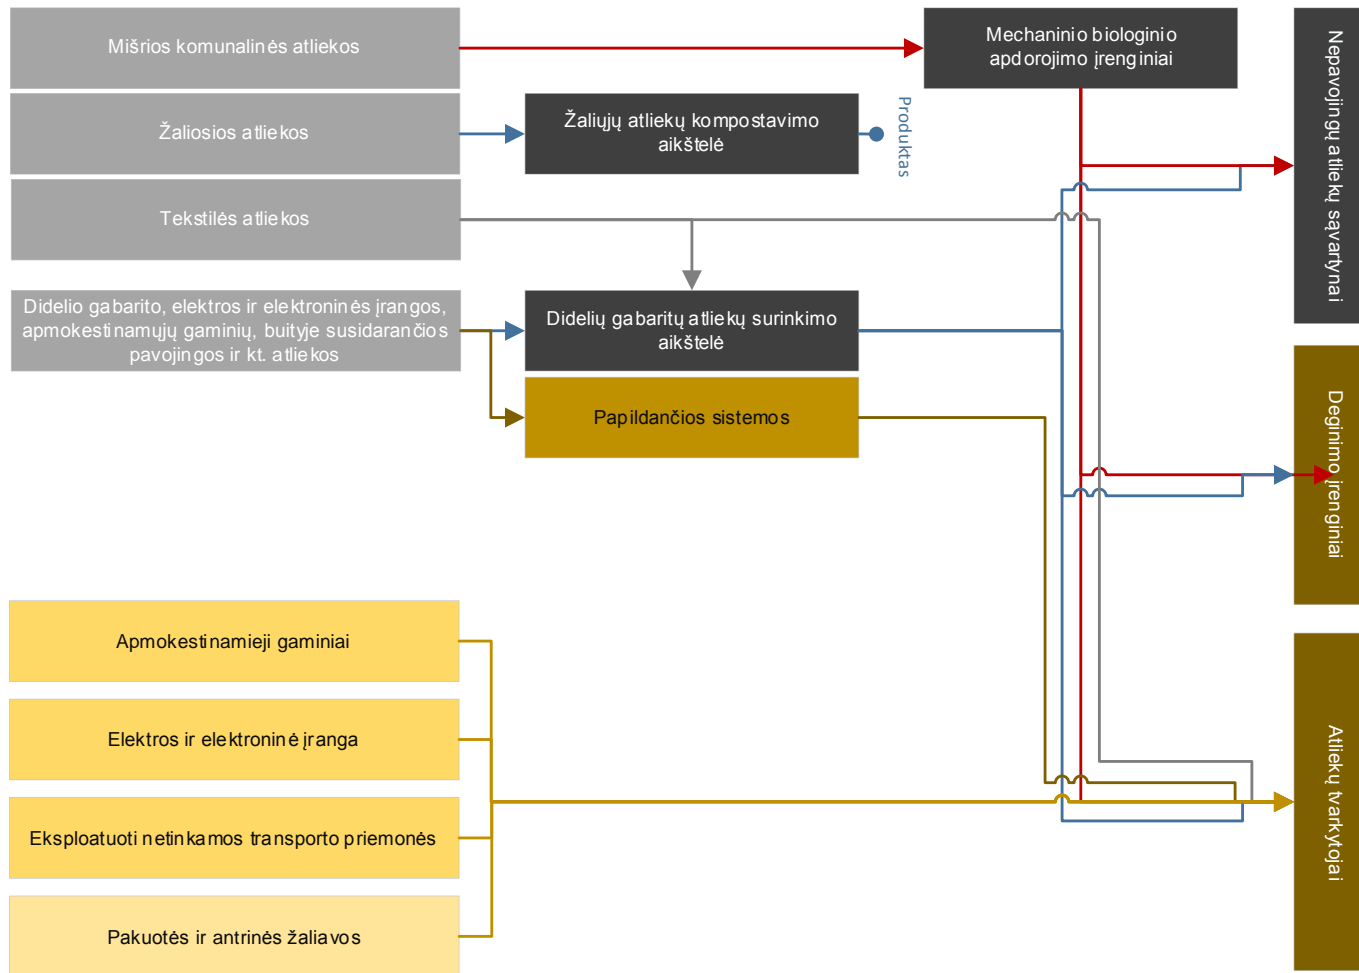 Mišrios komunalinės atliekos
Mechaninio biologinio
apdorojimo įrenginiai
Nepavojingų atliekų sąvartynai
Žaliosios atliekos
Žaliųjų atliekų kompostavimo
aikštelė
Produktas
Tekstilės atliekos
Didelio gabarito, elektros ir elektroninės įrangos,
apmokestinamųjų gaminių, buityje susidarančios
pavojingos ir kt. atliekos
Didelių gabaritų atliekų surinkimo
aikštelė
Papildančios sistemos
Deginimo įrenginiai
Apmokestinamieji gaminiai
Elektros ir elektroninė įranga
Eksploatuoti netinkamos transporto priemonės
Pakuotės ir antrinės žaliavos
Atliekų tvarkytojai